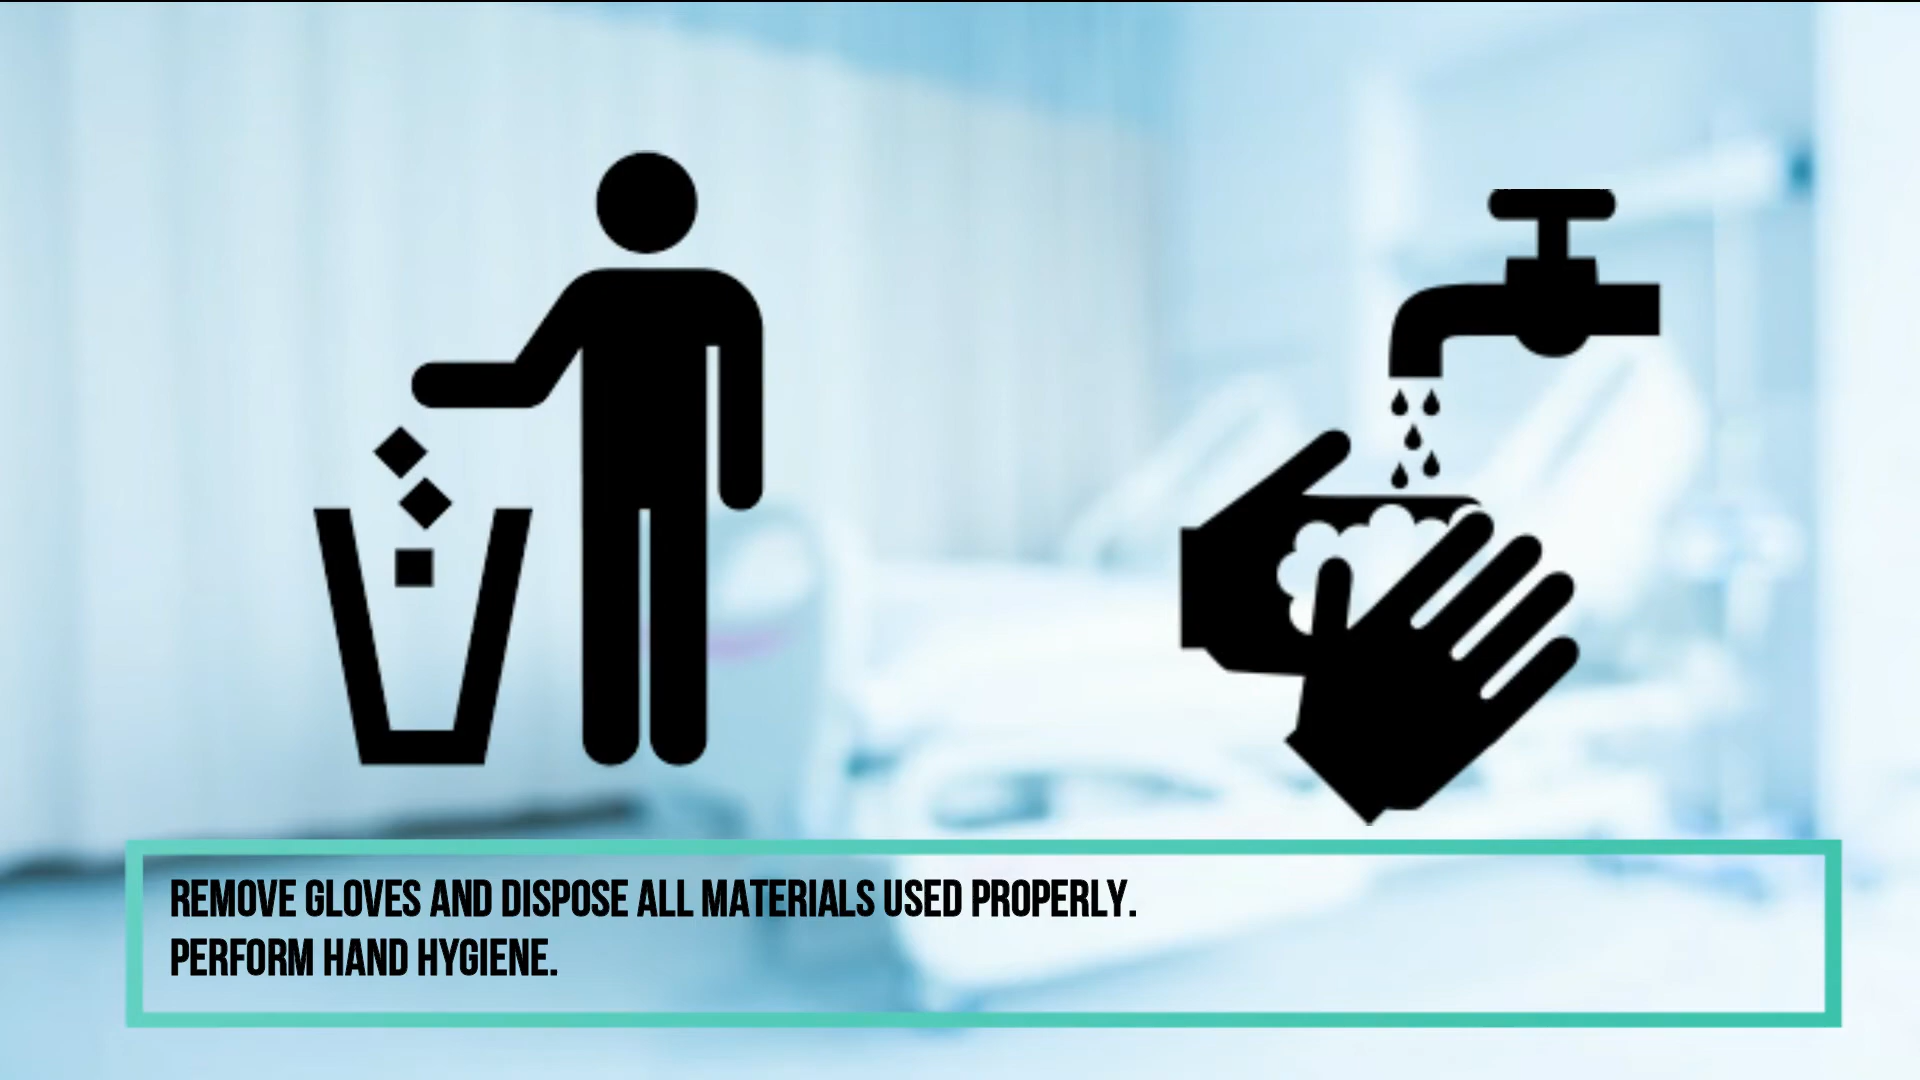 REMOVE GLOVES AND DISPOSE ALL MATERIALS USED PROPERLY.
PERFORM HAND HYGIENE.